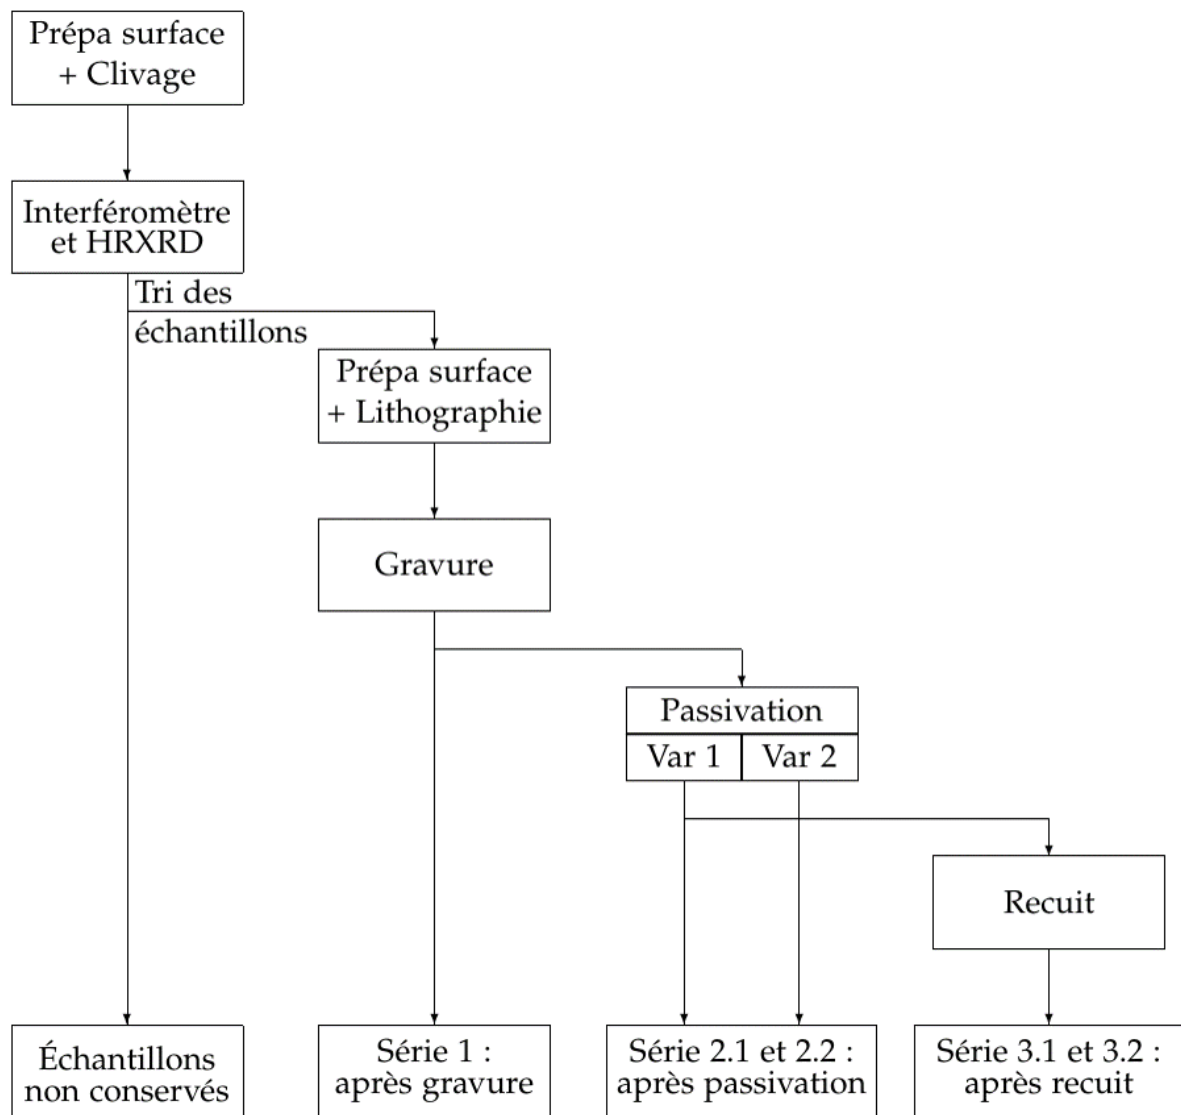 Prépa surface
+ Clivage
Interféromètre
et HRXRD
Tri des
échantillons
Prépa surface
+ Lithographie
Gravure
Passivation
Var 1
Var 2
Recuit
Échantillons
non conservés
Série 1 :
après gravure
Série 2.1 et 2.2 :
après passivation
Série 3.1 et 3.2 :
après recuit